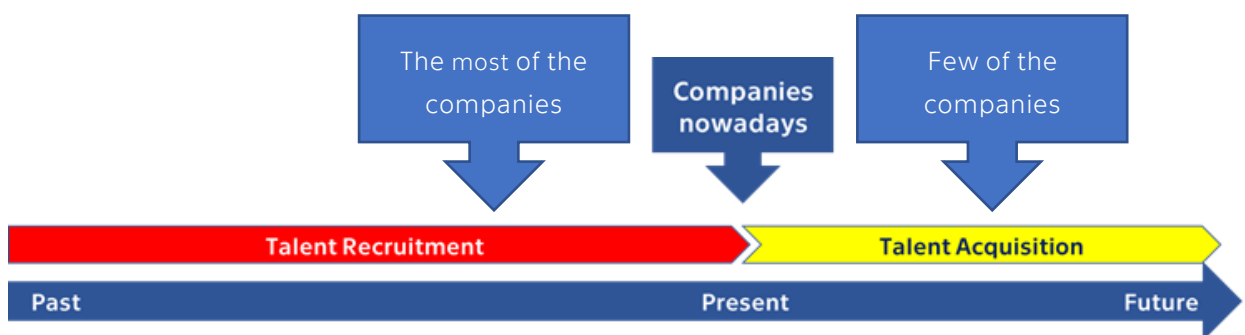 The most of the
companies
Companies
nowadays
Few of the
companies
Talent Recruitment
Talent Acquisition
Past
Present
Future